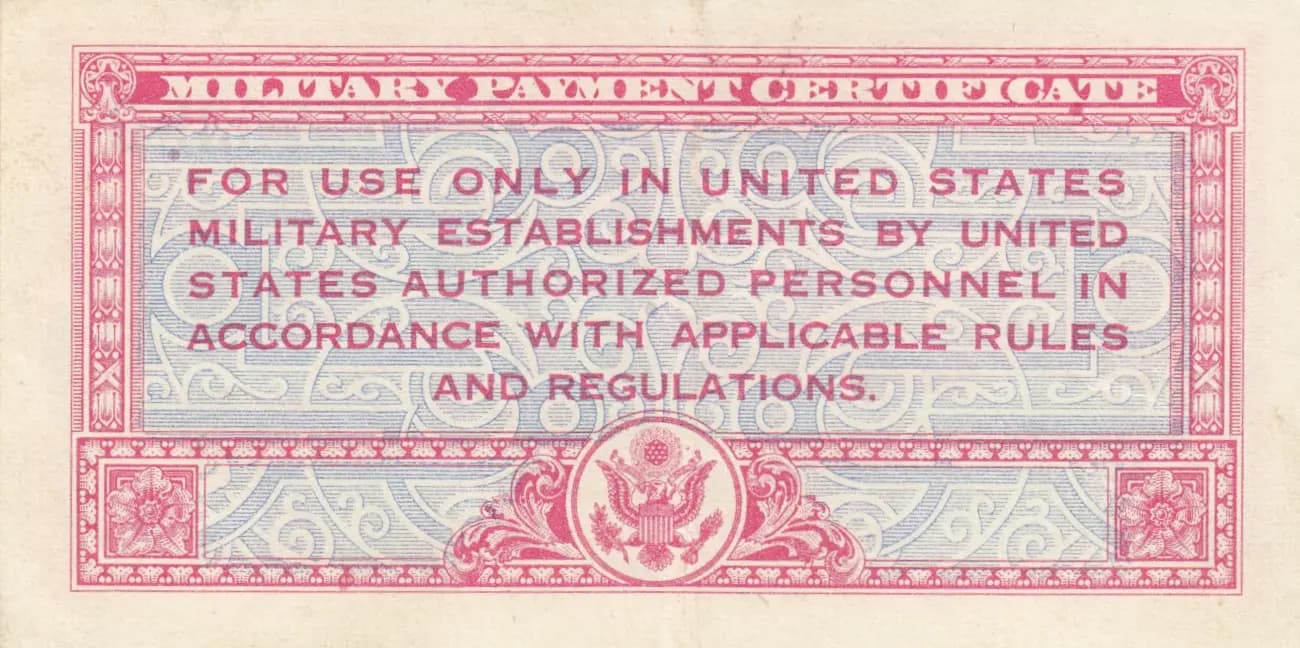 MILITARY PAYMENT CERTIFICATE
FOR USE ONLY IN UNITED STATES
MILITARY ESTABLISHMENTS BY UNITED
STATES AUTHORIZED PERSONNEL IN
ACCORDANCE WITH APPLICABLE RULES
AND REGULATIONS.